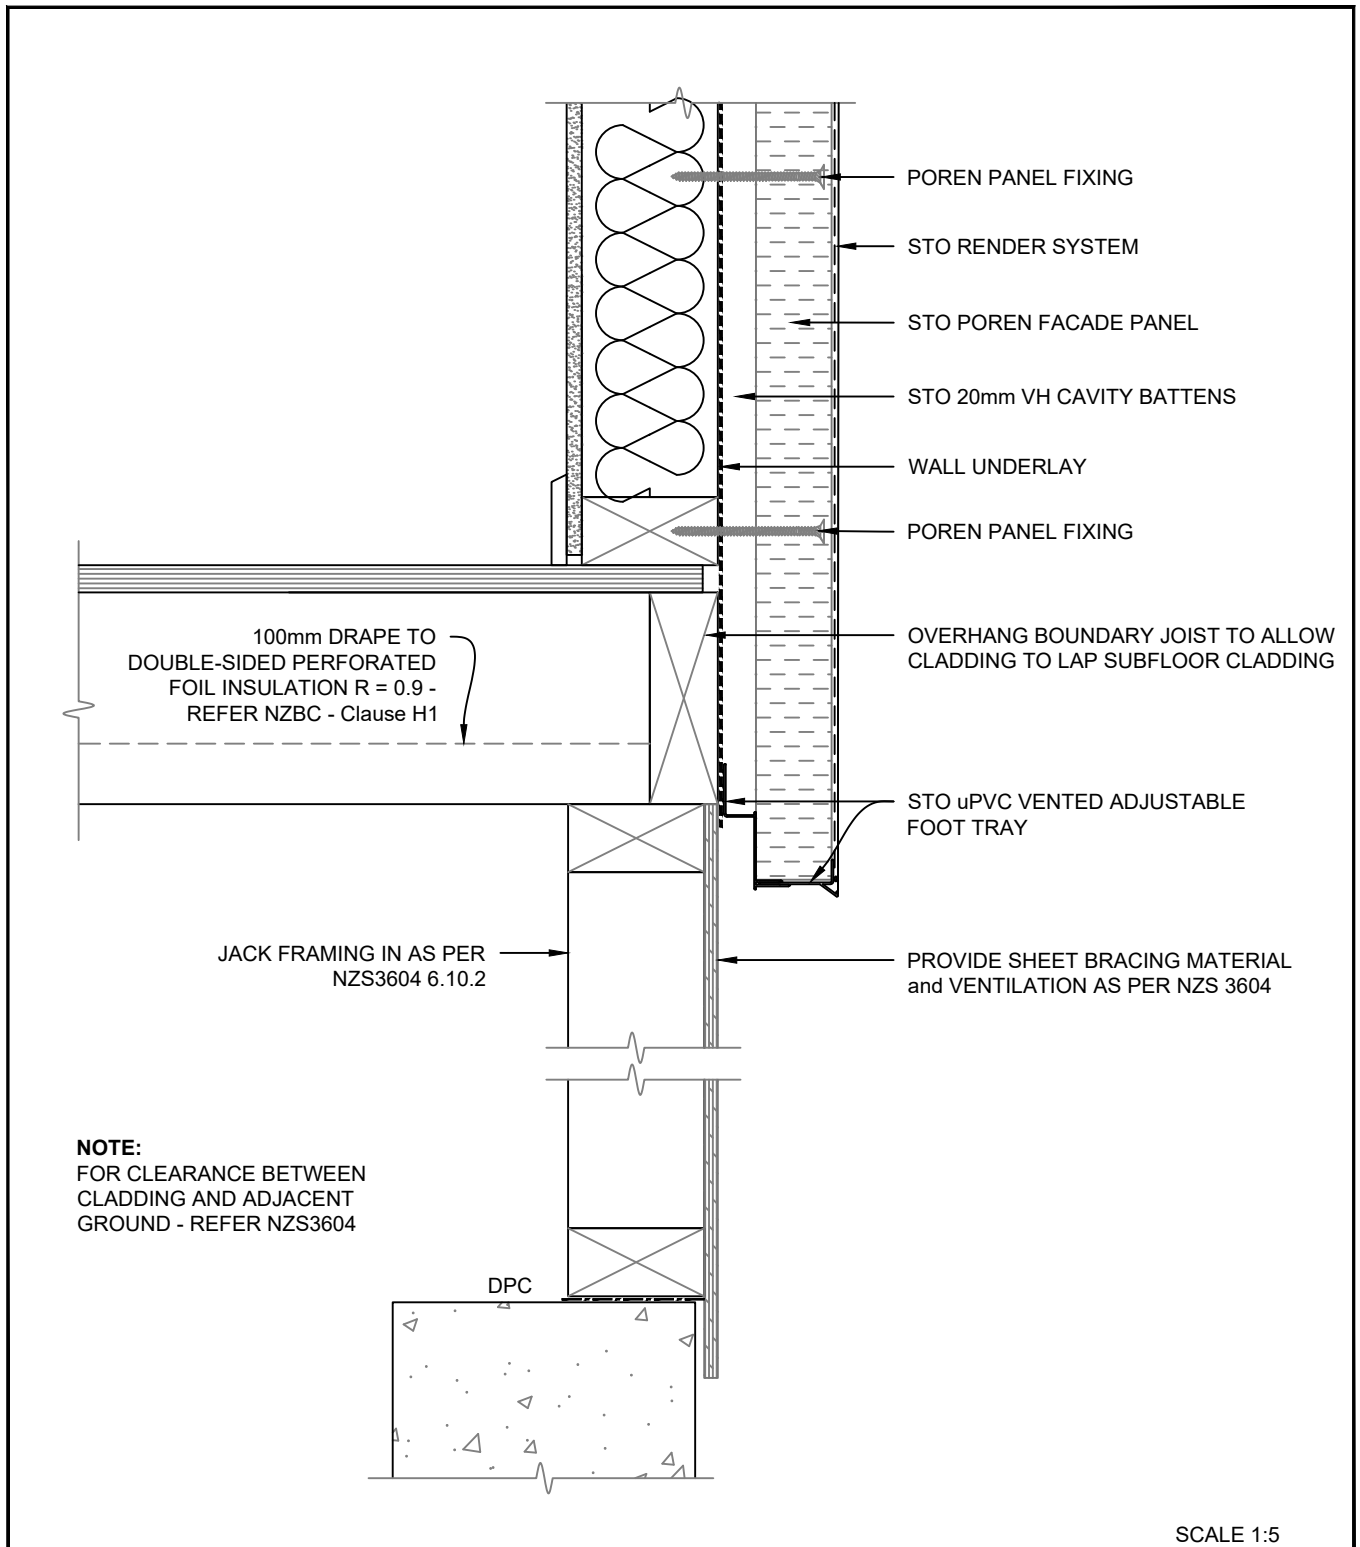 POREN PANEL FIXING
STO RENDER SYSTEM
STO POREN FACADE PANEL
STO 20mm VH CAVITY BATTENS
WALL UNDERLAY
POREN PANEL FIXING
100mm DRAPE TO
DOUBLE-SIDED PERFORATED
FOIL INSULATION R = 0.9 -
REFER NZBC - Clause H1
OVERHANG BOUNDARY JOIST TO ALLOW
CLADDING TO LAP SUBFLOOR CLADDING
STO uPVC VENTED ADJUSTABLE
FOOT TRAY
JACK FRAMING IN AS PER
NZS3604 6.10.2
PROVIDE SHEET BRACING MATERIAL
and VENTILATION AS PER NZS 3604
NOTE:
FOR CLEARANCE BETWEEN
CLADDING AND ADJACENT
GROUND - REFER NZS3604
DPC
SCALE 1:5